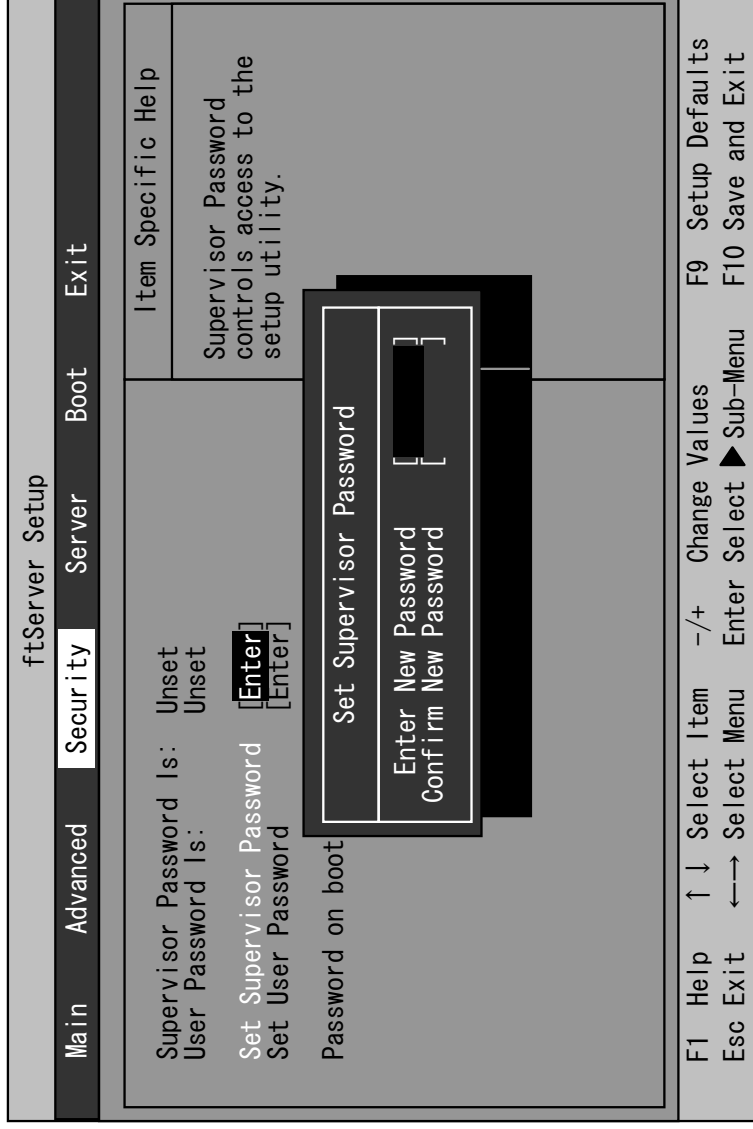 ftServer Setup
Main Advanced Security Server Boot Exit
Item Specific Help
Supervisor Password Is: Unset
User Password Is: Unset
Set Supervisor Password [Enter]
Set User Password [Enter]
Password on boot
Supervisor Password
controls access to the
setup utility.
Set Supervisor Password
Enter New Password [ ]
Confirm New Password [ ]
F1 Help ↑↓ Select Item -/+ Change Values F9 Setup Defaults
Esc Exit ←→ Select Menu Enter Select ▶Sub-Menu F10 Save and Exit